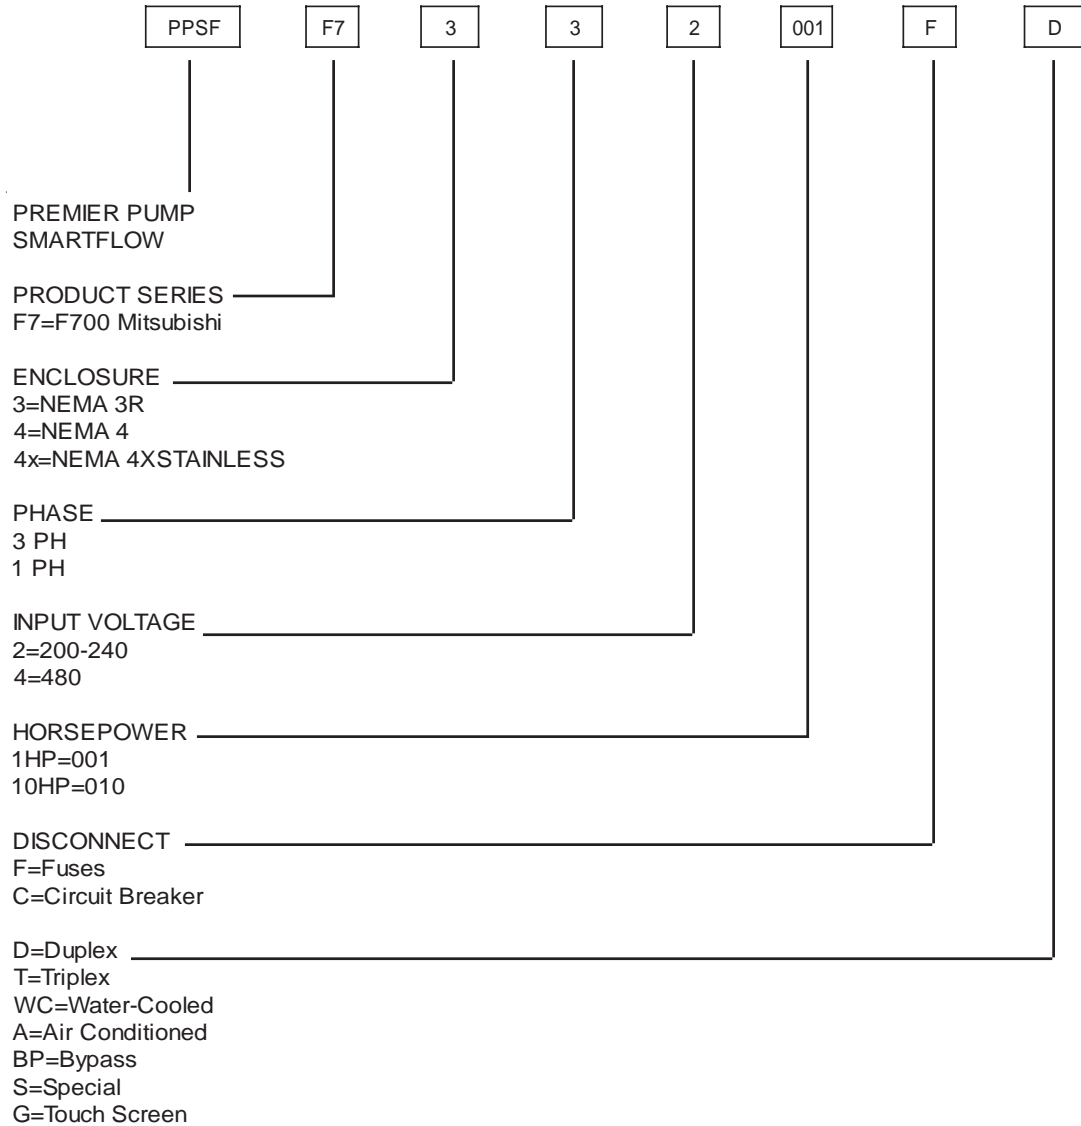 PPSF F7 3 3 2 001 F D
PREMIER PUMP
SMARTFLOW
PRODUCT SERIES
F7=F700 Mitsubishi
ENCLOSURE
3=NEMA 3R
4=NEMA 4
4x=NEMA 4XSTAINLESS
PHASE
3 PH
1 PH
INPUT VOLTAGE
2=200-240
4=480
HORSEPOWER
1HP=001
10HP=010
DISCONNECT
F=Fuses
C=Circuit Breaker
D=Duplex
T=Triplex
WC=Water-Cooled
A=Air Conditioned
BP=Bypass
S=Special
G=Touch Screen